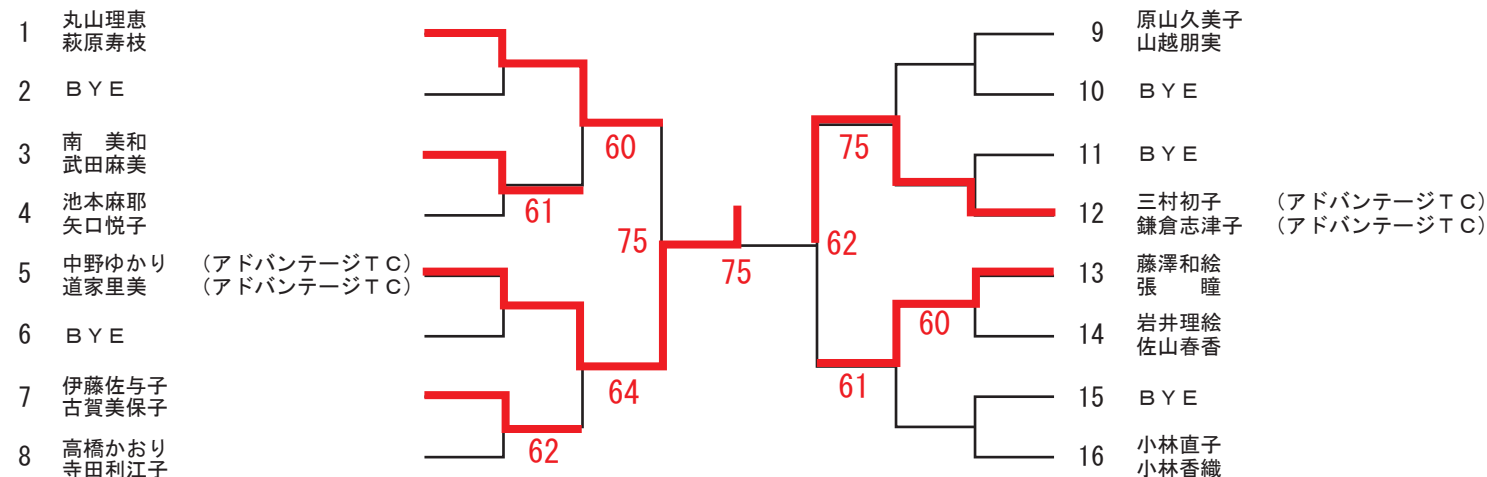 1 丸山理恵
萩原寿枝
2 ＢＹＥ
3 南　美和
武田麻美
4 池本麻耶
矢口悦子
5 中野ゆかり （アドバンテージＴＣ）
道家里美 （アドバンテージＴＣ）
6 ＢＹＥ
7 伊藤佐与子
古賀美保子
8 高橋かおり
寺田利江子
60
61
75
64
62
75
75
62
60
61
9 原山久美子
山越朋実
10 ＢＹＥ
11 ＢＹＥ
12 三村初子 （アドバンテージＴＣ）
鎌倉志津子 （アドバンテージＴＣ）
13 藤澤和絵
張　瞳
14 岩井理絵
佐山春香
15 ＢＹＥ
16 小林直子
小林香織